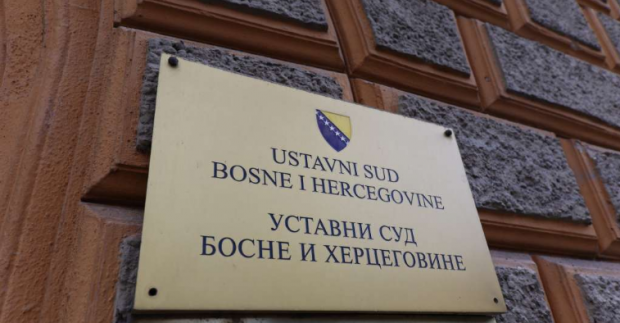 USTAVNI SUD
BOSNE I HERCEGOVINE
УСТАВНИ СУД
БОСНЕ И ХЕРЦЕГОВИНЕ